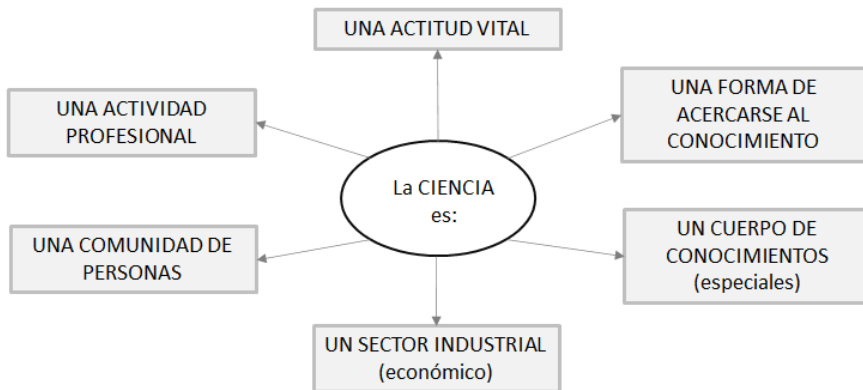 UNA ACTITUD VITAL
UNA ACTIVIDAD
PROFESIONAL
UNA FORMA DE
ACERCARSE AL
CONOCIMIENTO
La CIENCIA
es:
UNA COMUNIDAD DE
PERSONAS
UN CUERPO DE
CONOCIMIENTOS
(especiales)
UN SECTOR INDUSTRIAL
(económico)